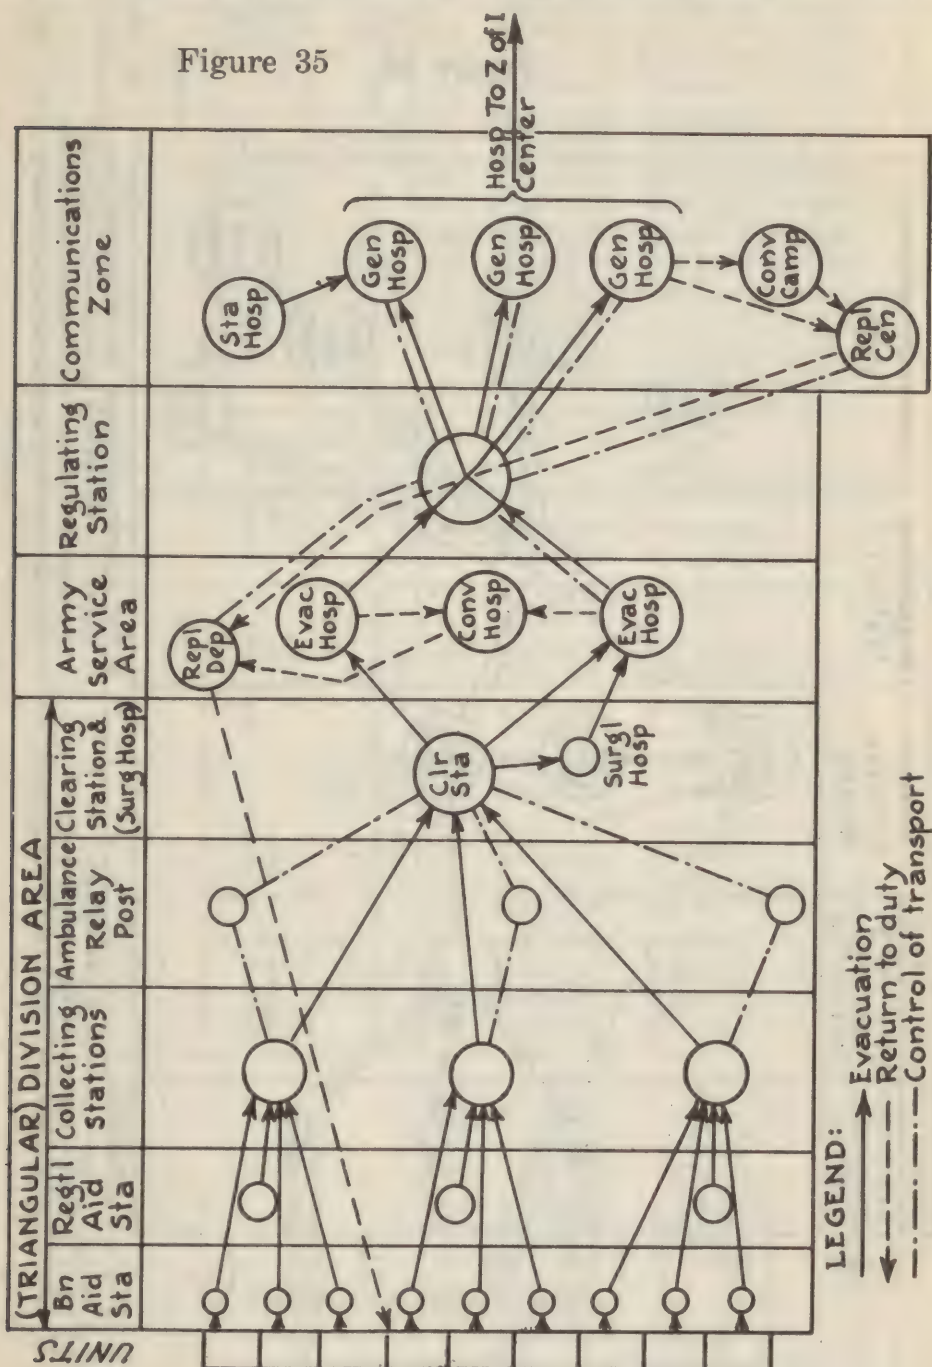 Figure 35
UNITS
(TRIANGULAR) DIVISION AREA
Bn
Aid
Sta
Regtl
Aid
Sta
Collecting
Stations
Ambulance
Relay
Post
Clearing
Station &
(Surg Hosp)
Army
Service
Area
Regulating
Station
Communications
Zone
Clr
Sta
Surgl
Hosp
Repl
Dep
Evac
Hosp
Conv
Hosp
Evac
Hosp
Sta
Hosp
Gen
Hosp
Gen
Hosp
Gen
Hosp
Conv
Camp
Repl
Cen
Hosp To Z of I
Center
LEGEND:
Evacuation
Return to duty
Control of transport